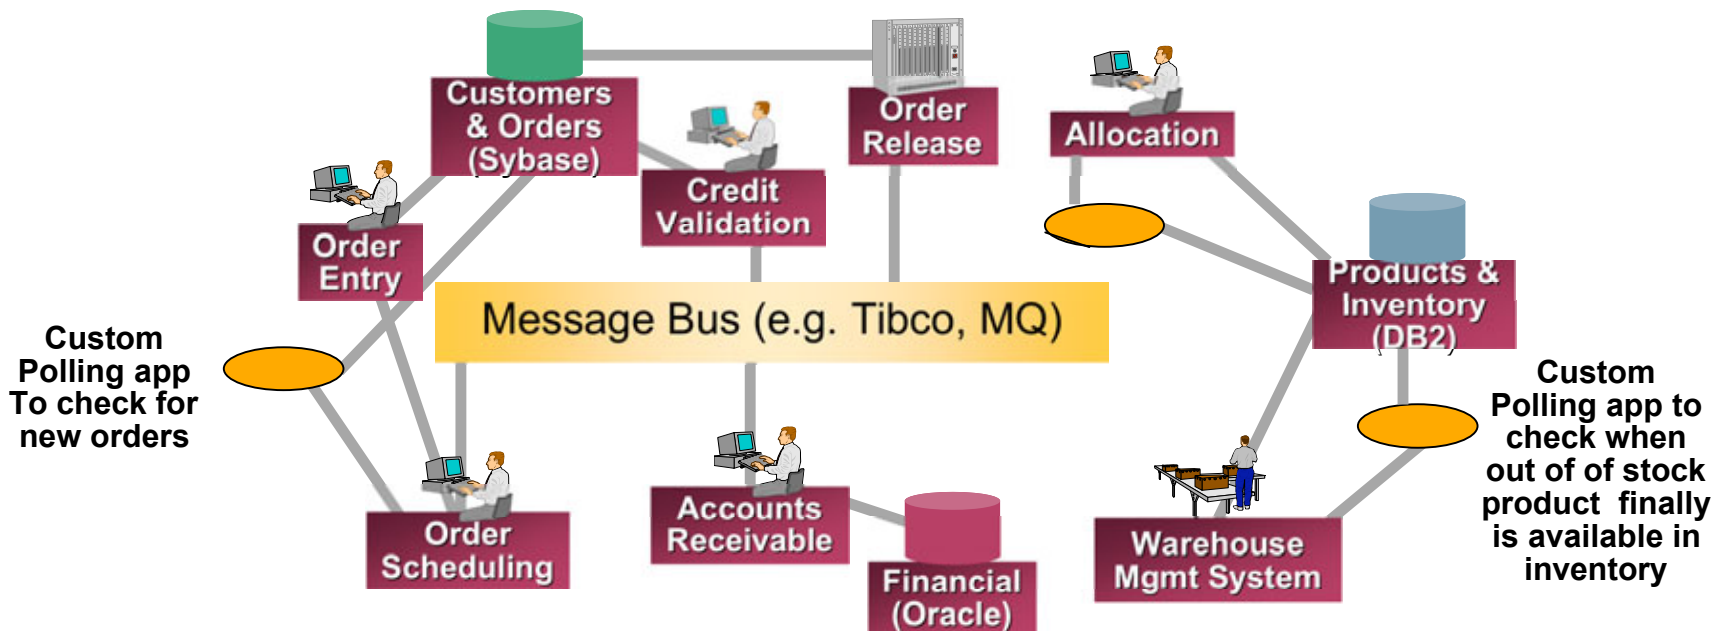 Customers
& Orders
(Sybase)
Order
Release
Allocation
Credit
Validation
Order
Entry
Products &
Inventory
(DB2)
Message Bus (e.g. Tibco, MQ)
Custom
Polling app
To check for
new orders
Custom
Polling app to
check when
out of of stock
product finally
is available in
inventory
Order
Scheduling
Accounts
Receivable
Financial
(Oracle)
Warehouse
Mgmt System